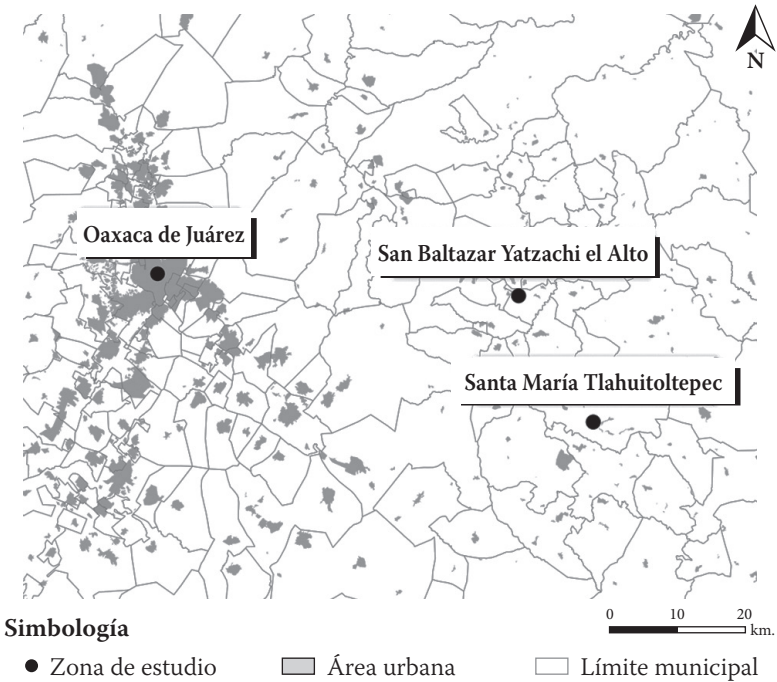 N
Oaxaca de Juárez
San Baltazar Yatzachi el Alto
Santa María Tlahuitoltepec
Simbología
0 10 20
km.
Zona de estudio Área urbana Límite municipal